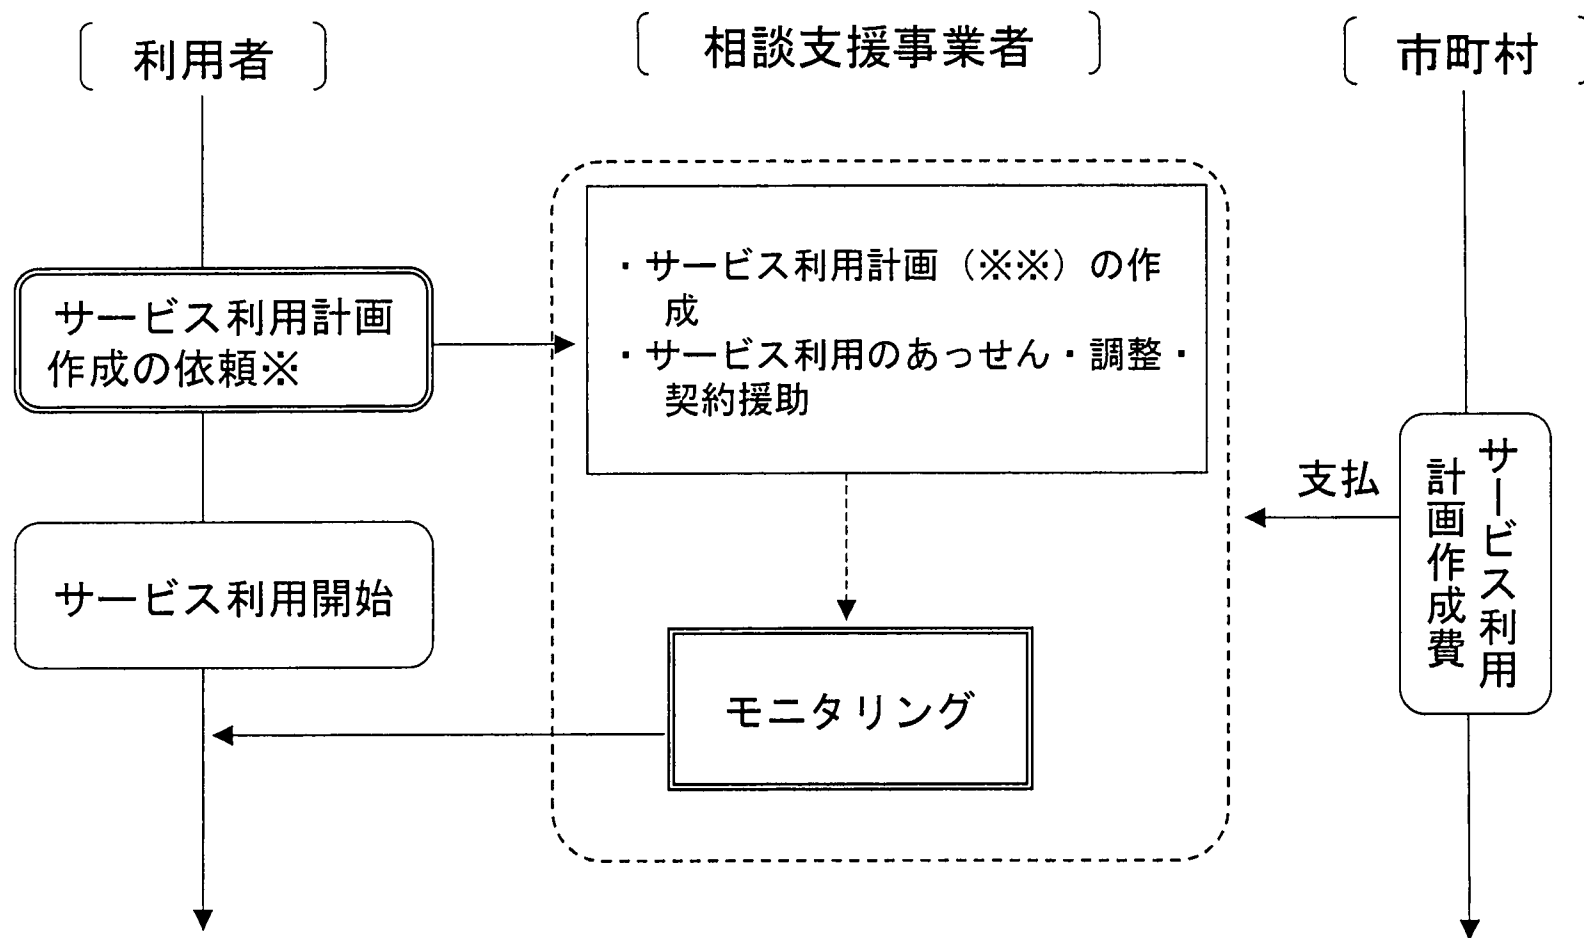 〔 利用者 〕
〔 相談支援事業者 〕
〔 市町村 〕
サービス利用計画
作成の依頼※
・サービス利用計画（※※）の作
成
・サービス利用のあっせん・調整・
契約援助
支払
サービス利用
計画作成費
サービス利用開始
モニタリング